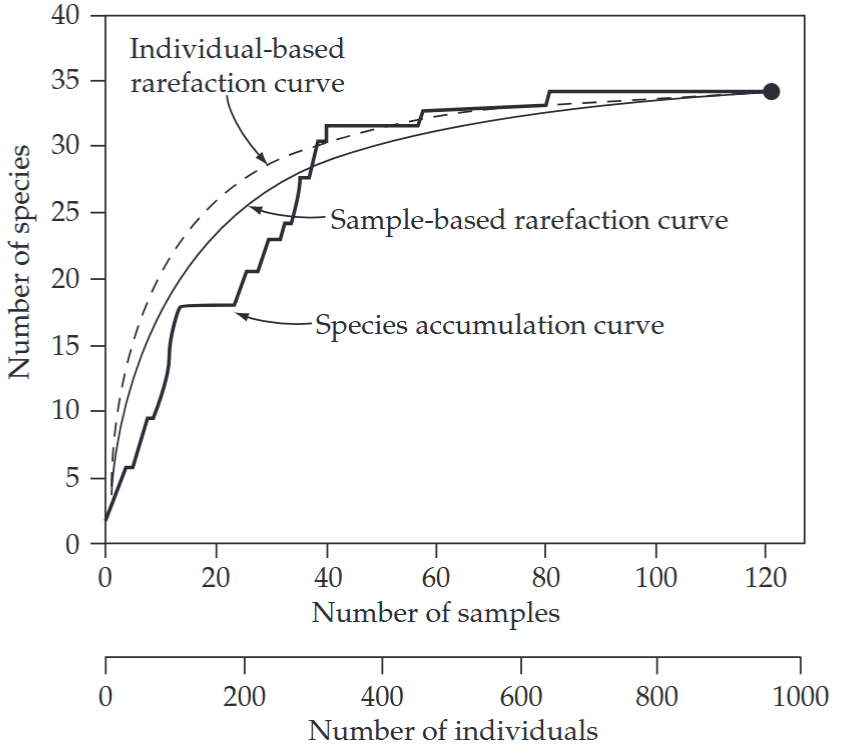 40
35
30
25
20
15
10
5
0
Number of species
Individual-based
rarefaction curve
Sample-based rarefaction curve
Species accumulation curve
0 20 40 60 80 100 120
Number of samples
0 200 400 600 800 1000
Number of individuals